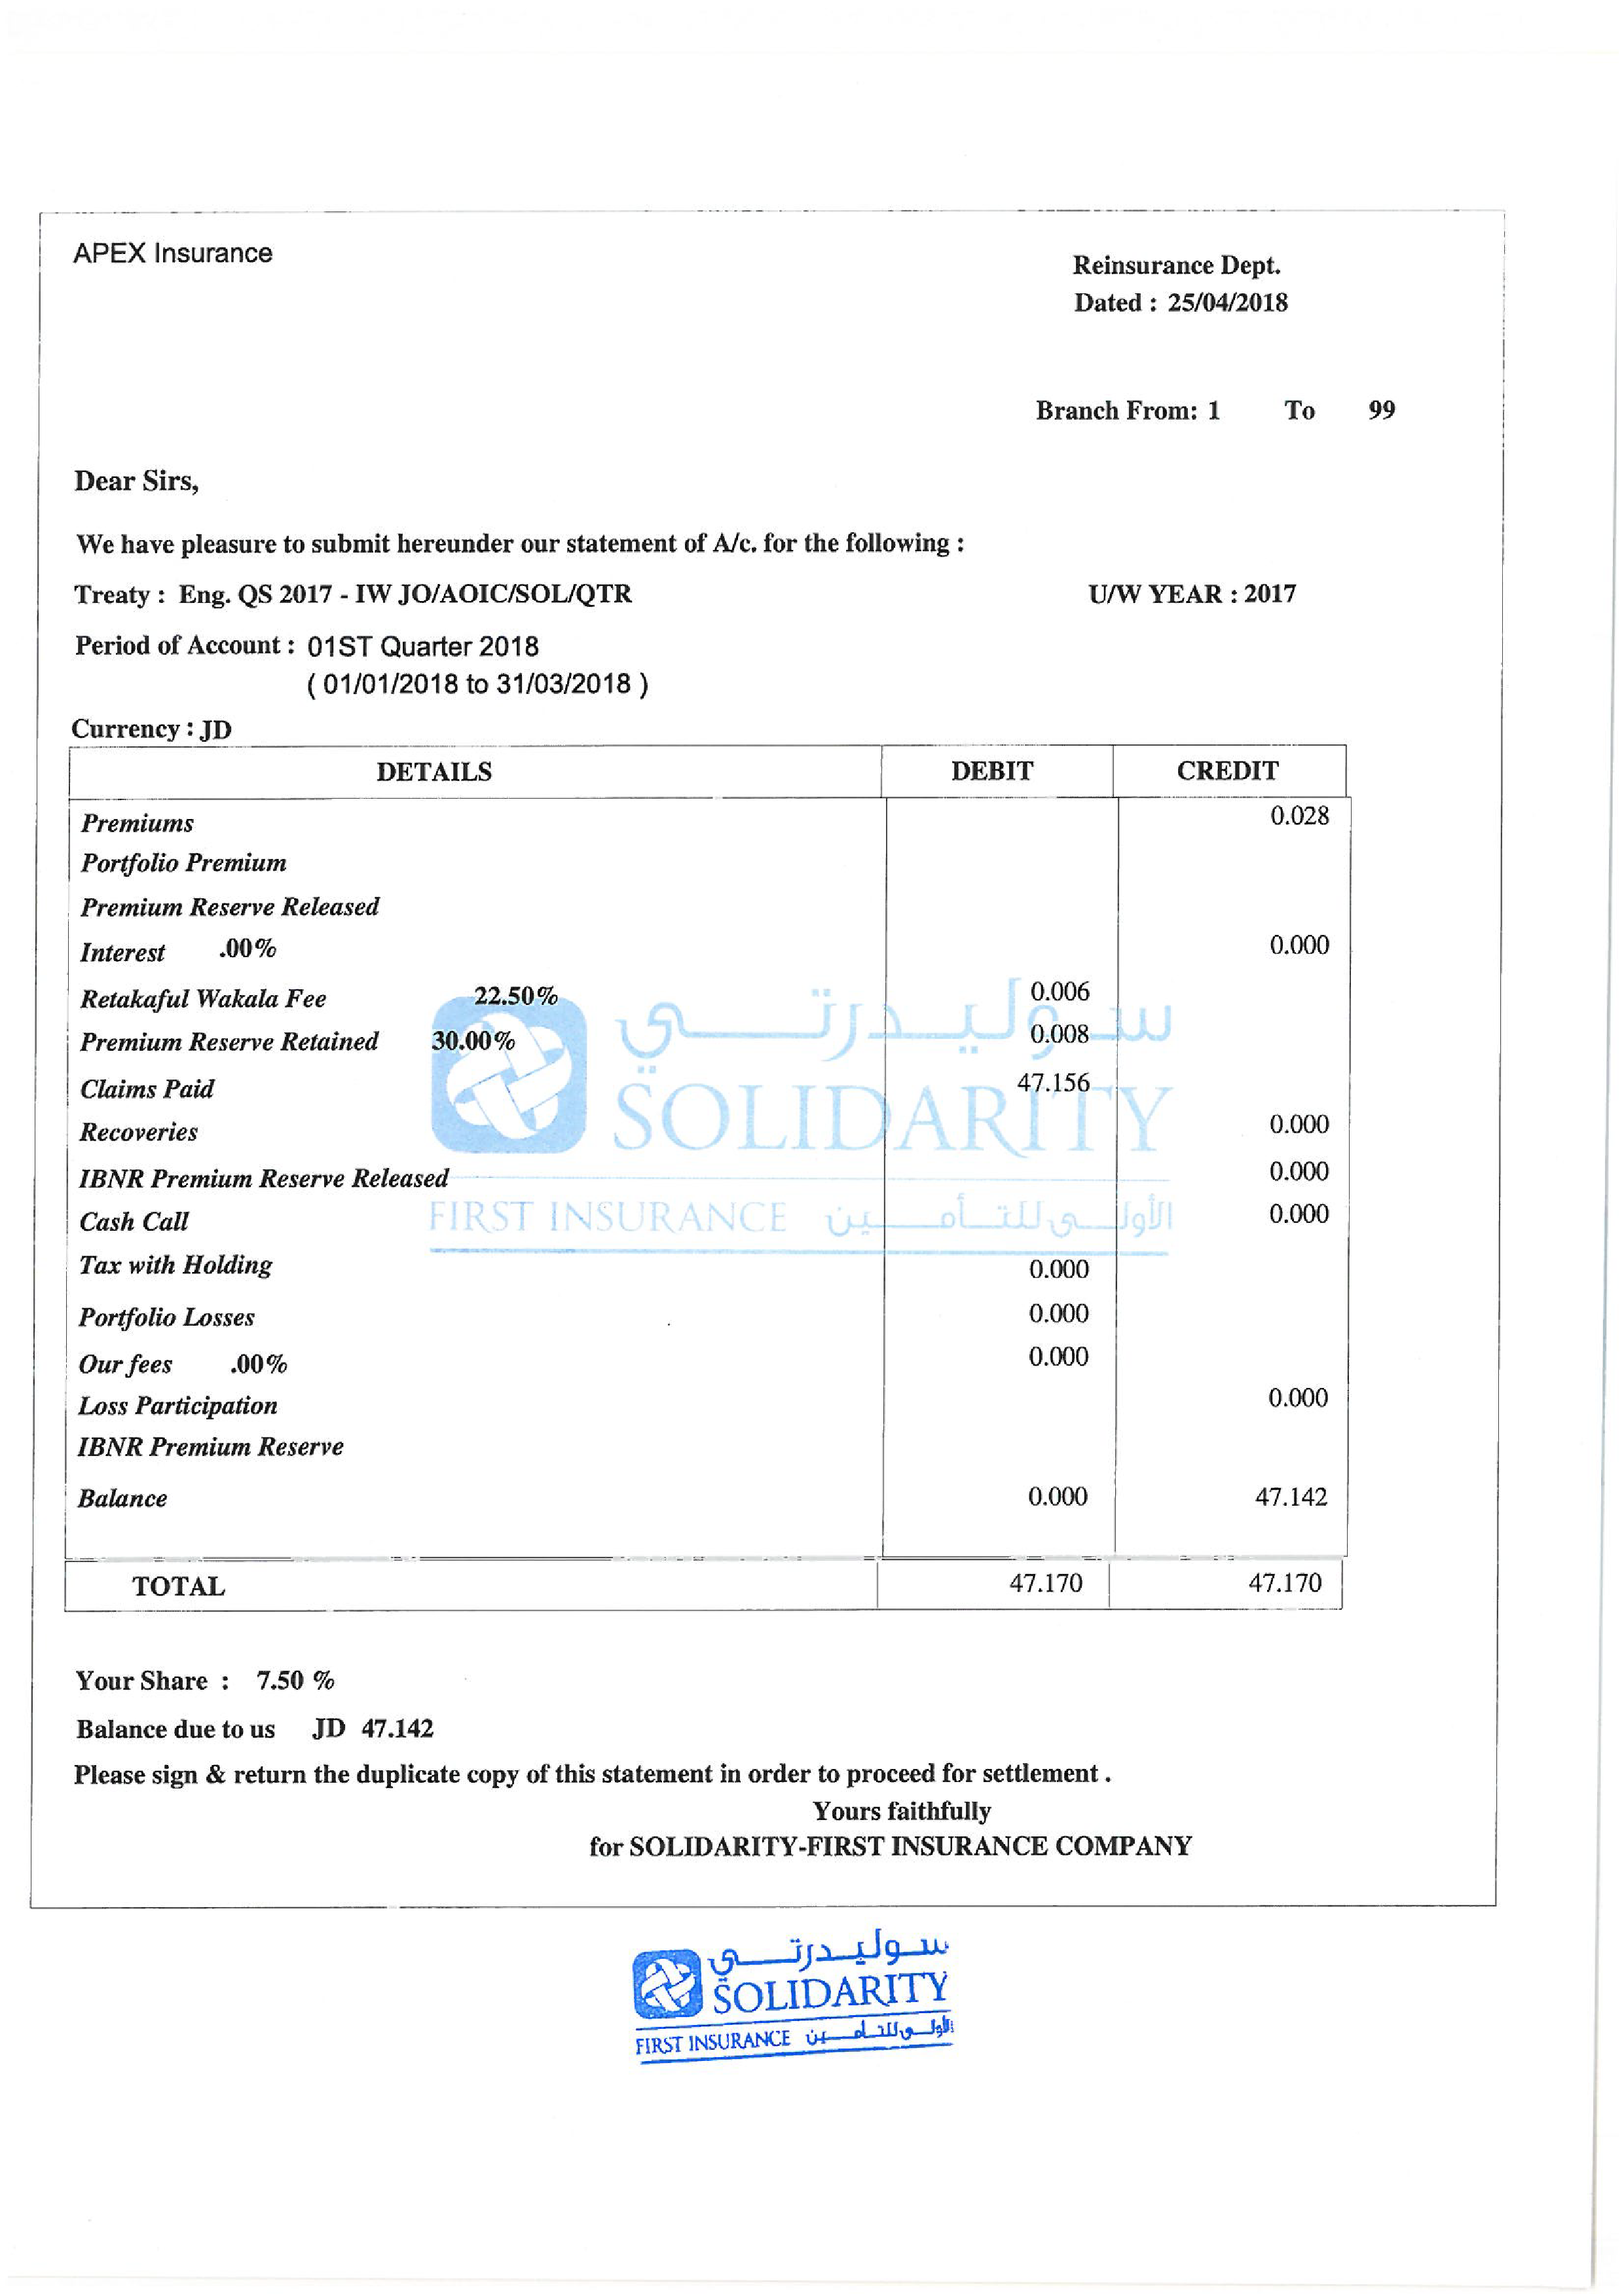 APEX Insurance
Reinsurance Dept.
Dated : 25/04/2018
Branch From: 1 To 99
Dear Sirs,
We have pleasure to submit hereunder our statement of A/c. for the following :
Treaty : Eng. QS 2017 - IW JO/AOIC/SOL/QTR U/W YEAR : 2017
Period of Account : 01ST Quarter 2018
( 01/01/2018 to 31/03/2018 )
Currency : JD
DETAILS DEBIT CREDIT
Premiums 0.028
Portfolio Premium
Premium Reserve Released
Interest .00% 0.000
Retakaful Wakala Fee 22.50% 0.006
Premium Reserve Retained 30.00% 0.008
Claims Paid 47.156
Recoveries 0.000
IBNR Premium Reserve Released 0.000
Cash Call 0.000
Tax with Holding 0.000
Portfolio Losses 0.000
Our fees .00% 0.000
Loss Participation 0.000
IBNR Premium Reserve
Balance 0.000 47.142
TOTAL 47.170 47.170
سوليدرتي
SOLIDARITY
FIRST INSURANCE الأولى للتأمين
Your Share : 7.50 %
Balance due to us JD 47.142
Please sign & return the duplicate copy of this statement in order to proceed for settlement .
Yours faithfully
for SOLIDARITY-FIRST INSURANCE COMPANY
سوليدرتي
SOLIDARITY
FIRST INSURANCE الأولى للتأمين